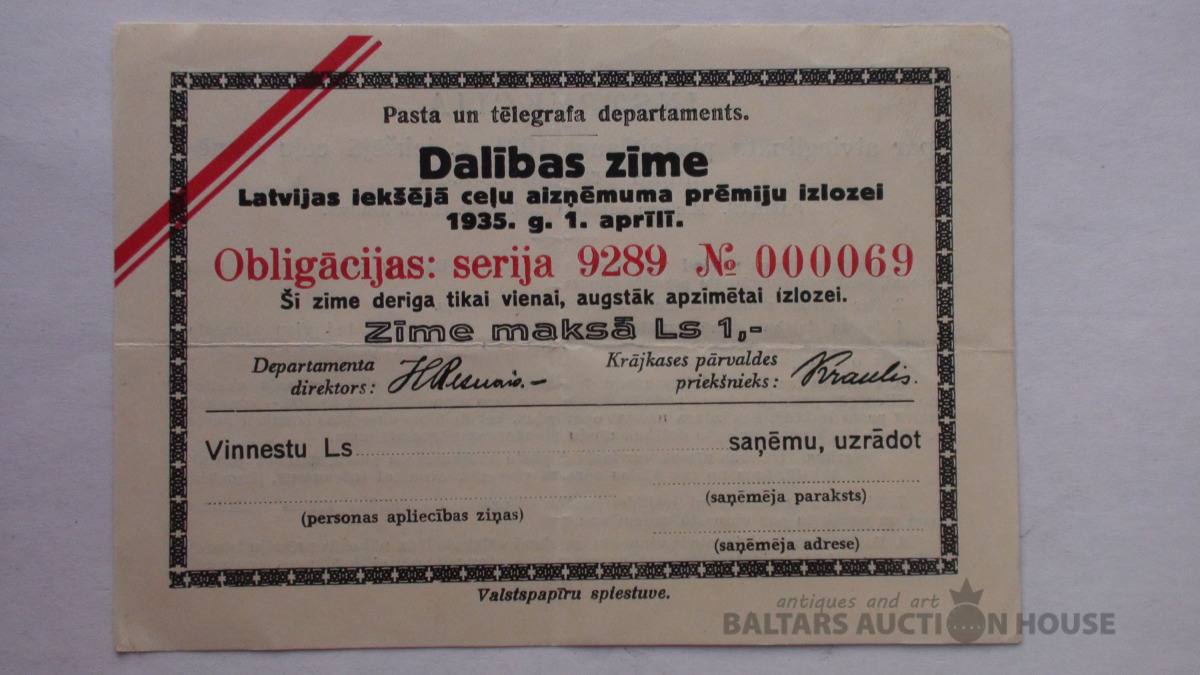 Pasta un tēlegrafa departaments.
Dalības zīme
Latvijas iekšējā ceļu aizņēmuma prēmiju izlozei
1935. g. 1. aprīlī.
Obligācijas: serija 9289 № 000069
Šī zīme derīga tikai vienai, augstāk apzīmētai izlozei.
Zīme maksā Ls 1,-
Departamenta
direktors:
Krājkases pārvaldes
priekšnieks:
Vinnestu Ls
saņēmu, uzrādot
(saņēmēja paraksts)
(personas apliecības ziņas)
(saņēmēja adrese)
Valstspapīru spiestuve.
antiques and art
BALTARS AUCTION HOUSE